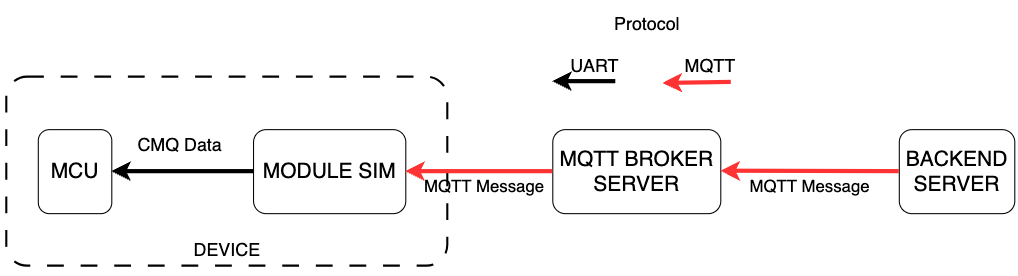 Protocol
UART
MQTT
CMQ Data
MCU
MODULE SIM
MQTT Message
MQTT BROKER
SERVER
MQTT Message
BACKEND
SERVER
DEVICE